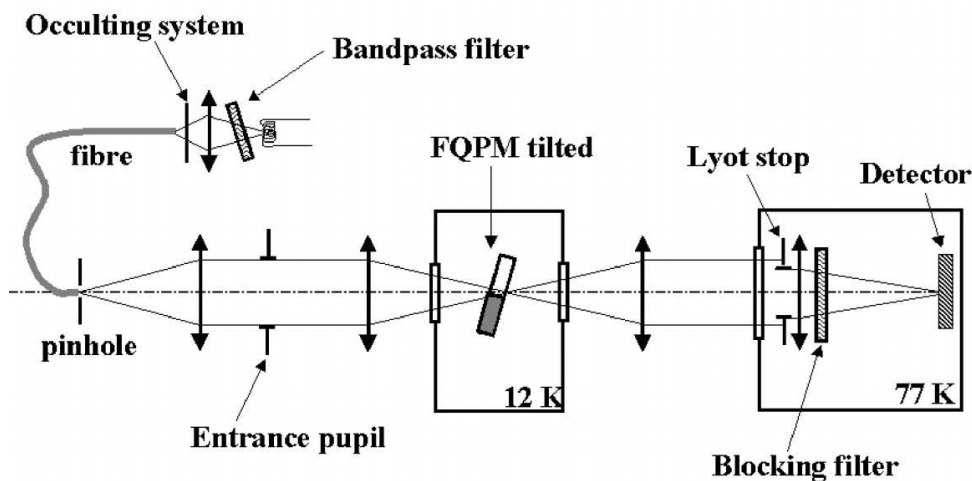 Occulting system
Bandpass filter
fibre
FQPM tilted
Lyot stop
Detector
pinhole
12 K
77 K
Entrance pupil
Blocking filter